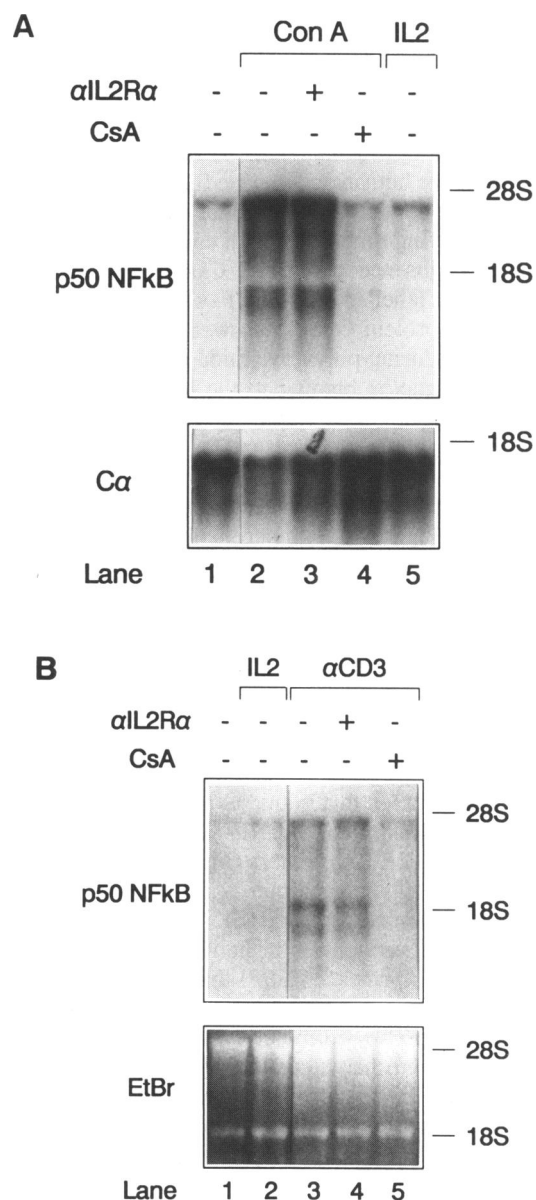 A
Con A IL2
αIL2Rα - - + - -
CsA - - - + -
28S
p50 NFkB 18S
18S
Cα
Lane 1 2 3 4 5
B
IL2 αCD3
αIL2Rα - - - + -
CsA - - - - +
28S
p50 NFkB 18S
28S
EtBr
18S
Lane 1 2 3 4 5